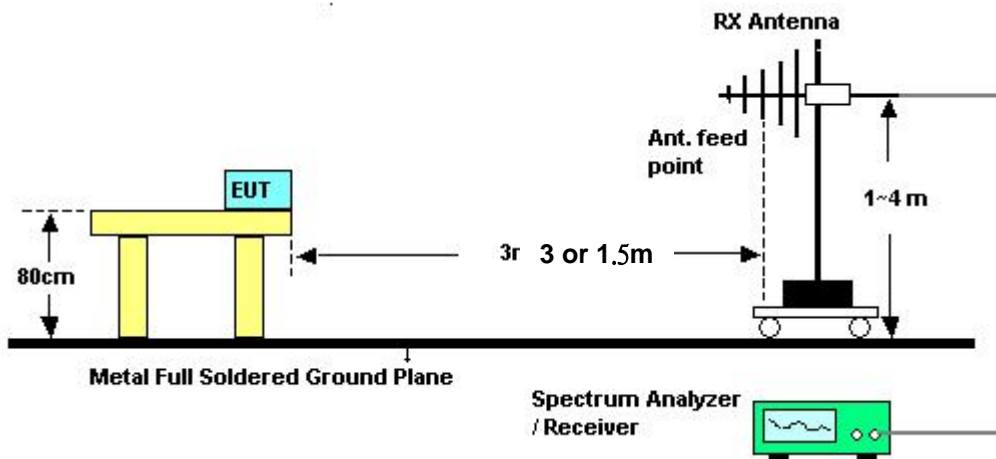 RX Antenna
Ant. feed
point
EUT
1~4 m
3r 3 or 1.5m
80cm
Metal Full Soldered Ground Plane
Spectrum Analyzer
/ Receiver